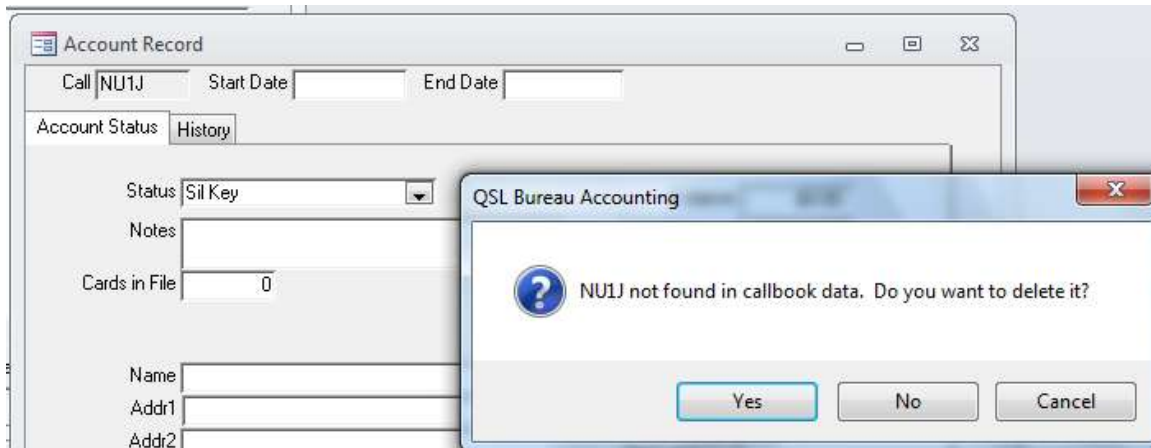 Account Record
Call NU1J Start Date End Date
Account Status History
Status Sil Key
Notes
Cards in File 0
Name
Addr1
Addr2
QSL Bureau Accounting
NU1J not found in callbook data. Do you want to delete it?
Yes No Cancel